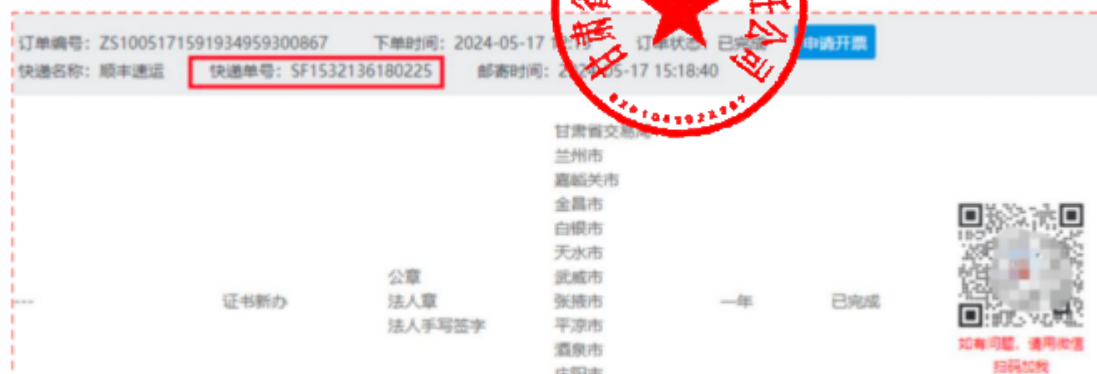 订单编号：ZS1005171591934959300867 下单时间：2024-05-17 订单状态：已完成 申请开票
快递名称：顺丰速运 快递单号：SF1532136180225 邮寄时间：2024-05-17 15:18:40
甘肃省交易局
兰州市
嘉峪关市
金昌市
白银市
天水市
武威市
张掖市
平凉市
酒泉市
庆阳市
公章
法人章
法人手写签字
---
证书新办
一年
已完成
如有问题，请用微信
扫码加我